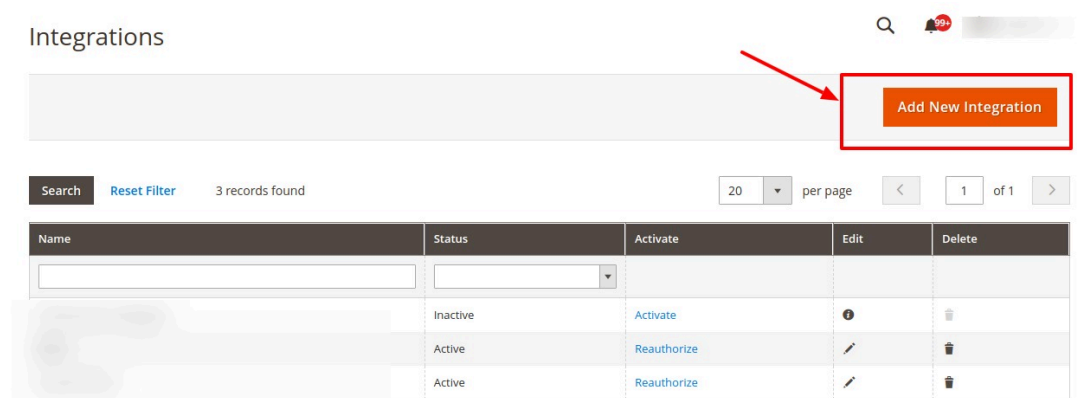 Integrations
99+
Add New Integration
Search Reset Filter 3 records found 20 per page 1 of 1
Name Status Activate Edit Delete
Inactive Activate
Active Reauthorize
Active Reauthorize